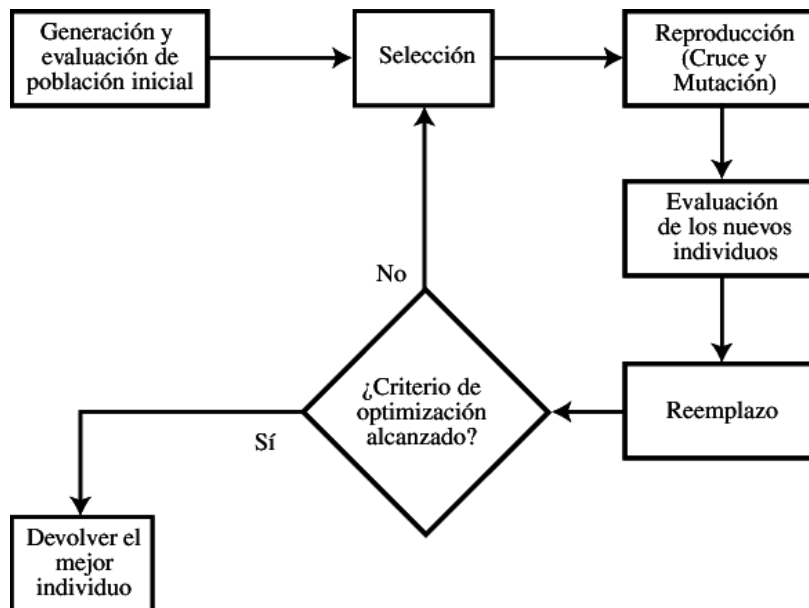 Generación y
evaluación de
población inicial
Selección
Reproducción
(Cruce y
Mutación)
Evaluación
de los nuevos
individuos
Reemplazo
¿Criterio de
optimización
alcanzado?
No
Sí
Devolver el
mejor
individuo